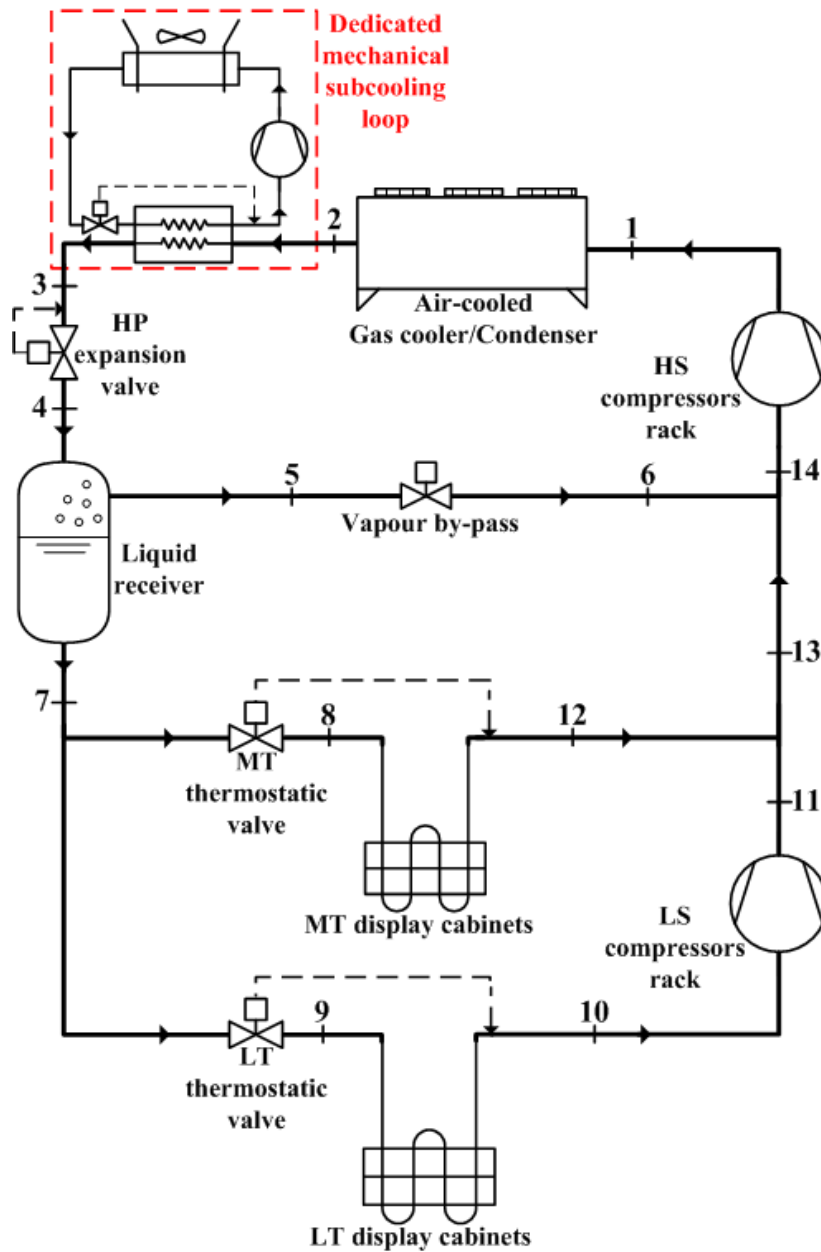 Dedicated
mechanical
subcooling
loop
2
1
3
Air-cooled
Gas cooler/Condenser
HP
expansion
valve
HS
compressors
rack
4
5
6
14
Vapour by-pass
Liquid
receiver
13
7
8
12
MT
thermostatic
valve
11
MT display cabinets
LS
compressors
rack
9
10
LT
thermostatic
valve
LT display cabinets